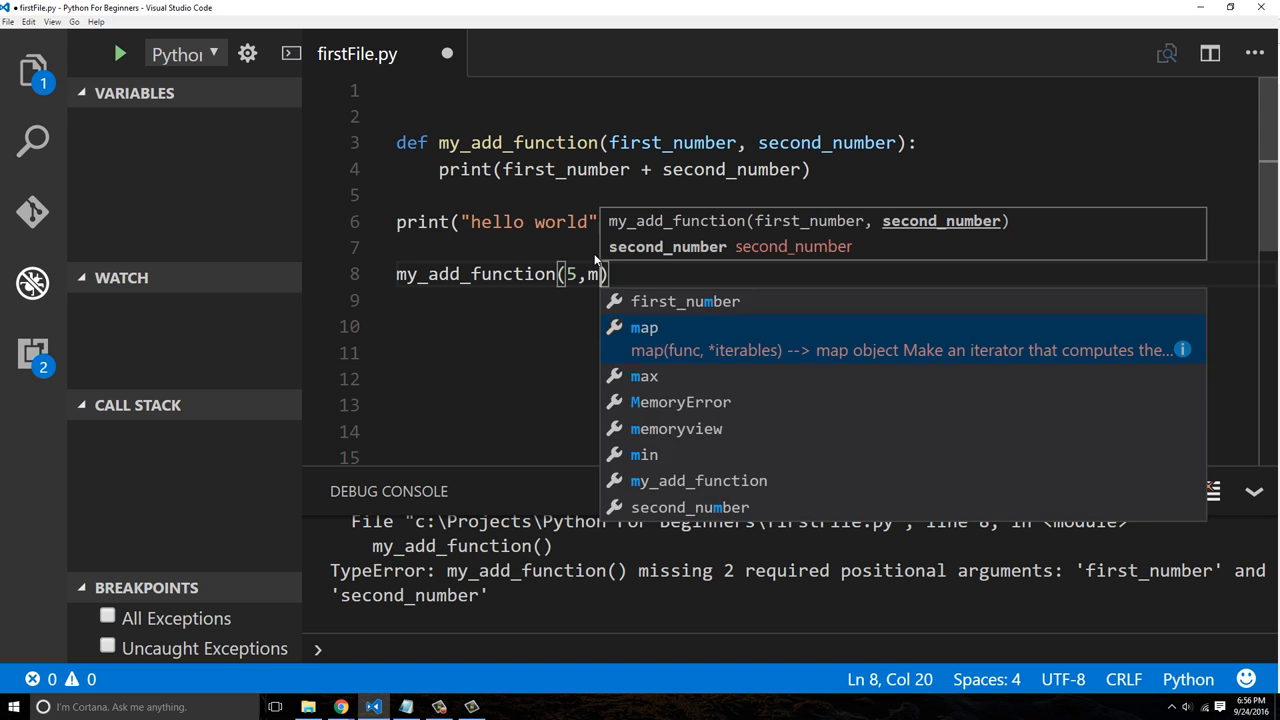 ● firstFile.py - Python For Beginners - Visual Studio Code
File Edit View Go Help
1
2
Pythor
VARIABLES
WATCH
CALL STACK
BREAKPOINTS
All Exceptions
Uncaught Exceptions
firstFile.py
1
2
3 def my_add_function(first_number, second_number):
4 print(first_number + second_number)
5
6 print("hello world"
7
8 my_add_function(5,m)
9
10
11
12
13
14
15
my_add_function(first_number, second_number)
second_number second_number
first_number
map
map(func, *iterables) --> map object Make an iterator that computes the...
max
MemoryError
memoryview
min
my_add_function
second_number
DEBUG CONSOLE
File "c:\Projects\Python For Beginners\firstFile.py", line 8, in <module>
my_add_function()
TypeError: my_add_function() missing 2 required positional arguments: 'first_number' and
'second_number'
0 0
Ln 8, Col 20 Spaces: 4 UTF-8 CRLF Python
I'm Cortana. Ask me anything.
6:56 PM
9/24/2016